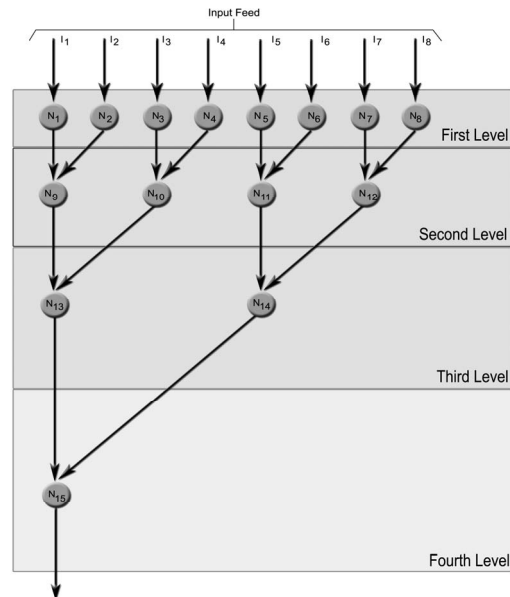 Input Feed
I1 I2 I3 I4 I5 I6 I7 I8
N1 N2 N3 N4 N5 N6 N7 N8
First Level
N9 N10 N11 N12
Second Level
N13 N14
Third Level
N15
Fourth Level